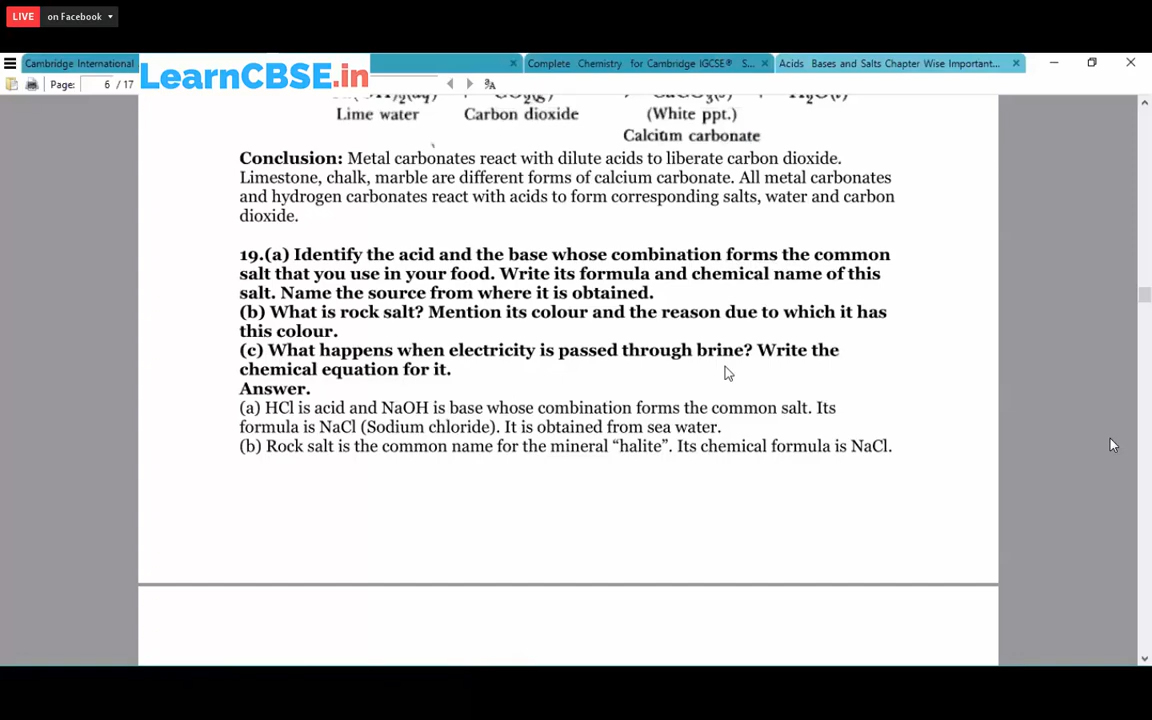 LIVE on Facebook
Cambridge International
Complete Chemistry for Cambridge IGCSE® S...
Acids Bases and Salts Chapter Wise Important...
Page: 6 / 17
LearnCBSE.in
Lime water Carbon dioxide (White ppt.)
Calcium carbonate
Conclusion: Metal carbonates react with dilute acids to liberate carbon dioxide.
Limestone, chalk, marble are different forms of calcium carbonate. All metal carbonates
and hydrogen carbonates react with acids to form corresponding salts, water and carbon
dioxide.
19.(a) Identify the acid and the base whose combination forms the common
salt that you use in your food. Write its formula and chemical name of this
salt. Name the source from where it is obtained.
(b) What is rock salt? Mention its colour and the reason due to which it has
this colour.
(c) What happens when electricity is passed through brine? Write the
chemical equation for it.
Answer.
(a) HCl is acid and NaOH is base whose combination forms the common salt. Its
formula is NaCl (Sodium chloride). It is obtained from sea water.
(b) Rock salt is the common name for the mineral “halite”. Its chemical formula is NaCl.